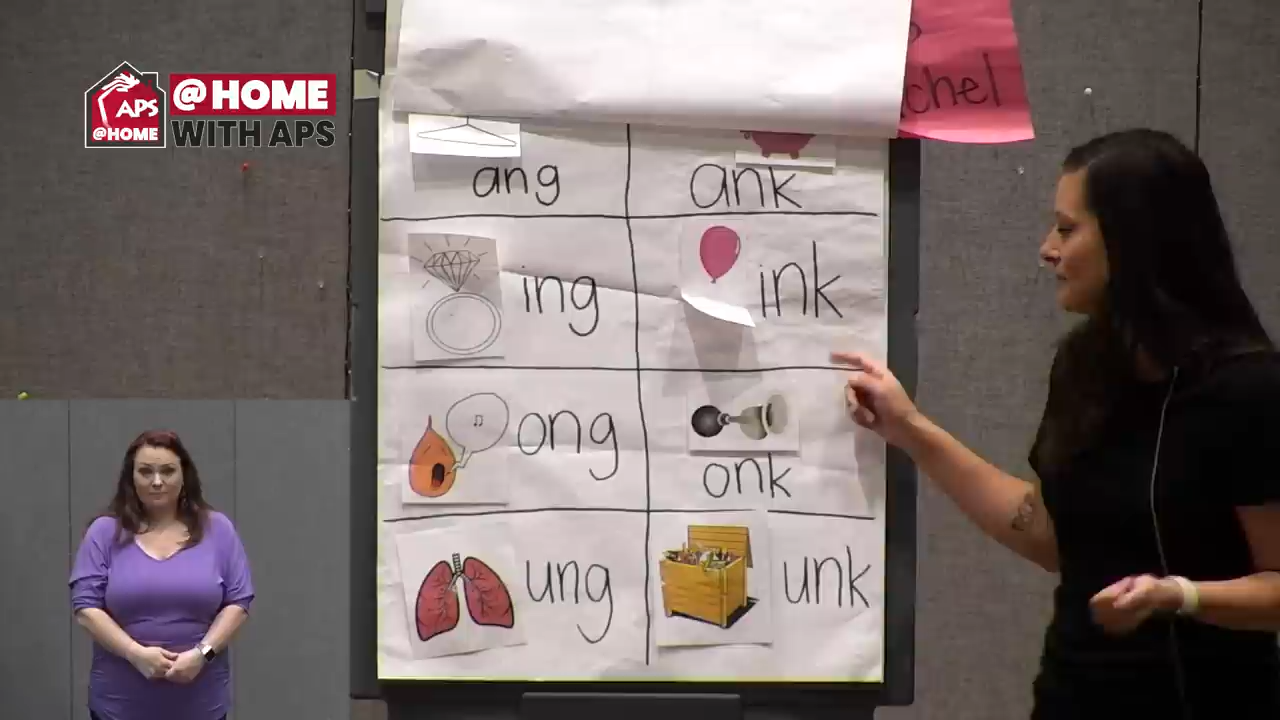 APS
@HOME
@HOME
WITH APS
chel
ang
ank
ing
ink
ong
onk
ung
unk